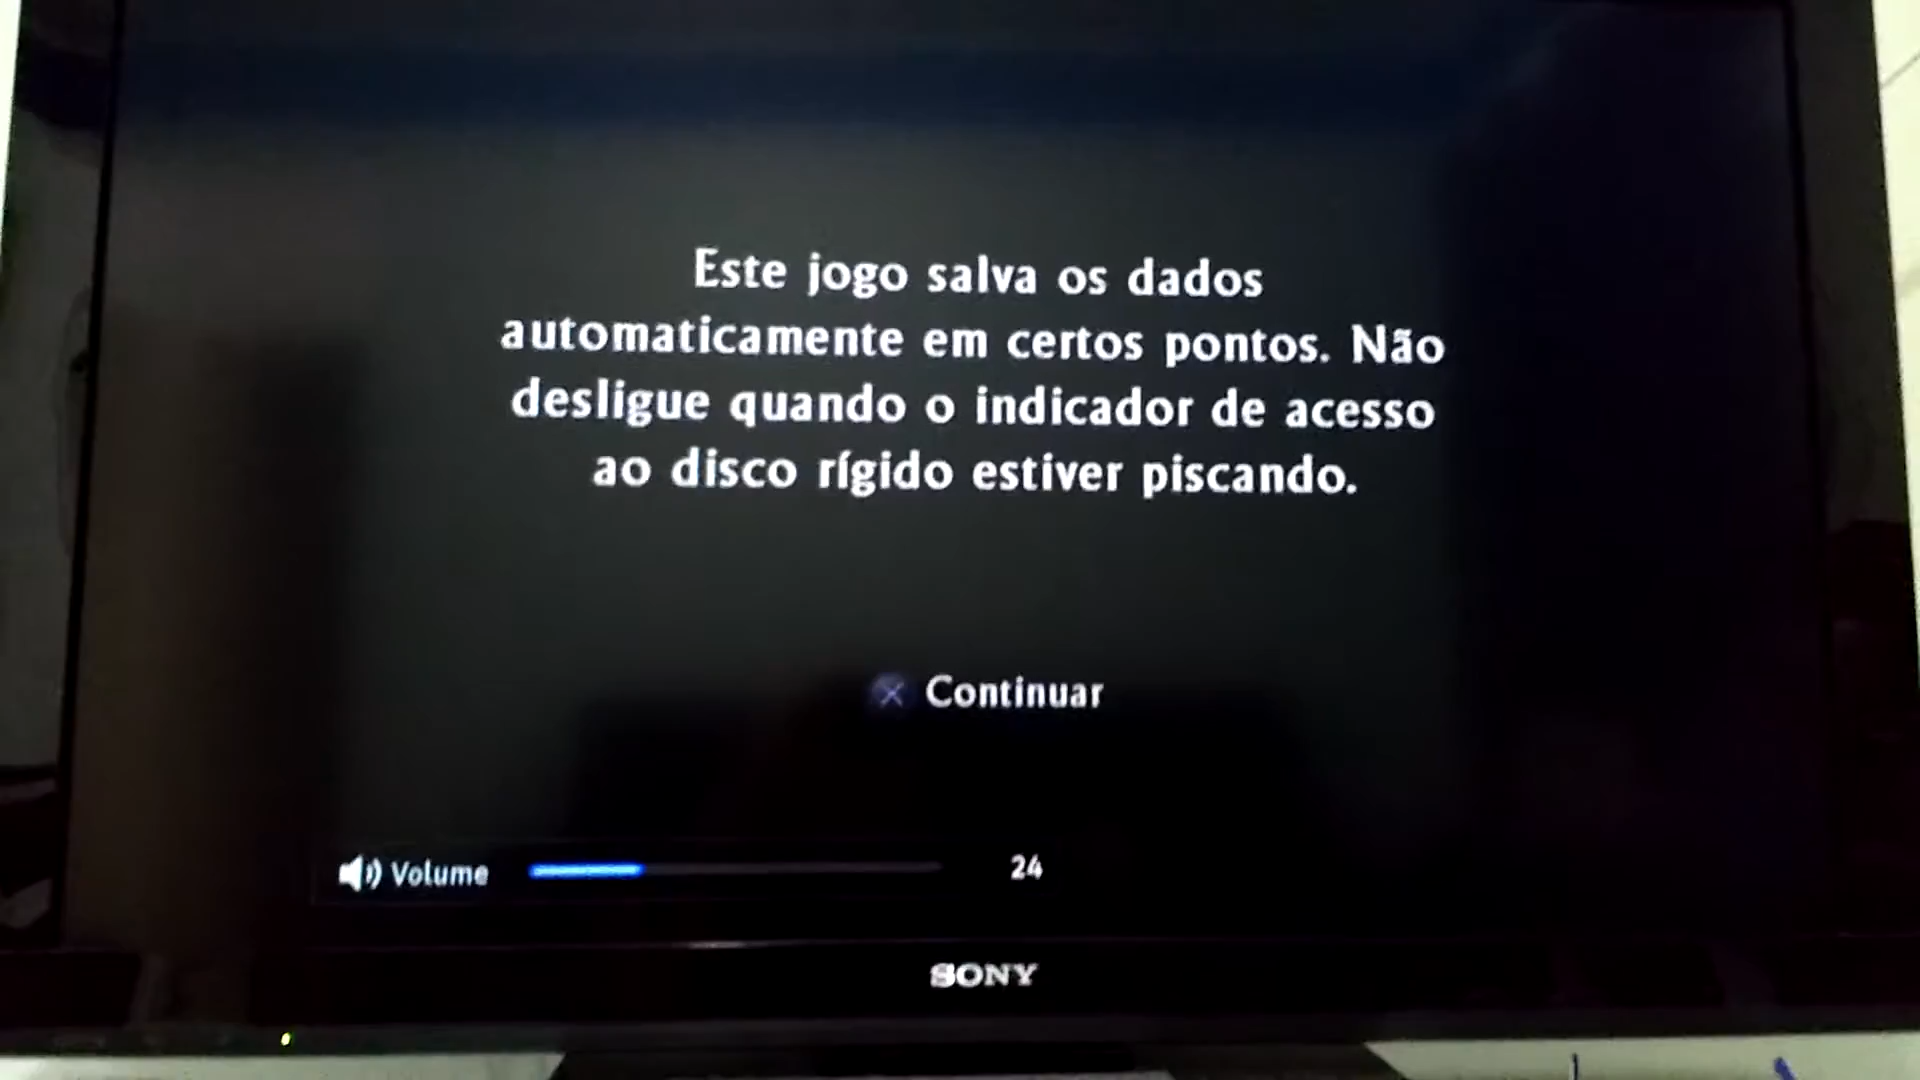 Este jogo salva os dados
automaticamente em certos pontos. Não
desligue quando o indicador de acesso
ao disco rígido estiver piscando.
Continuar
Volume 24
SONY